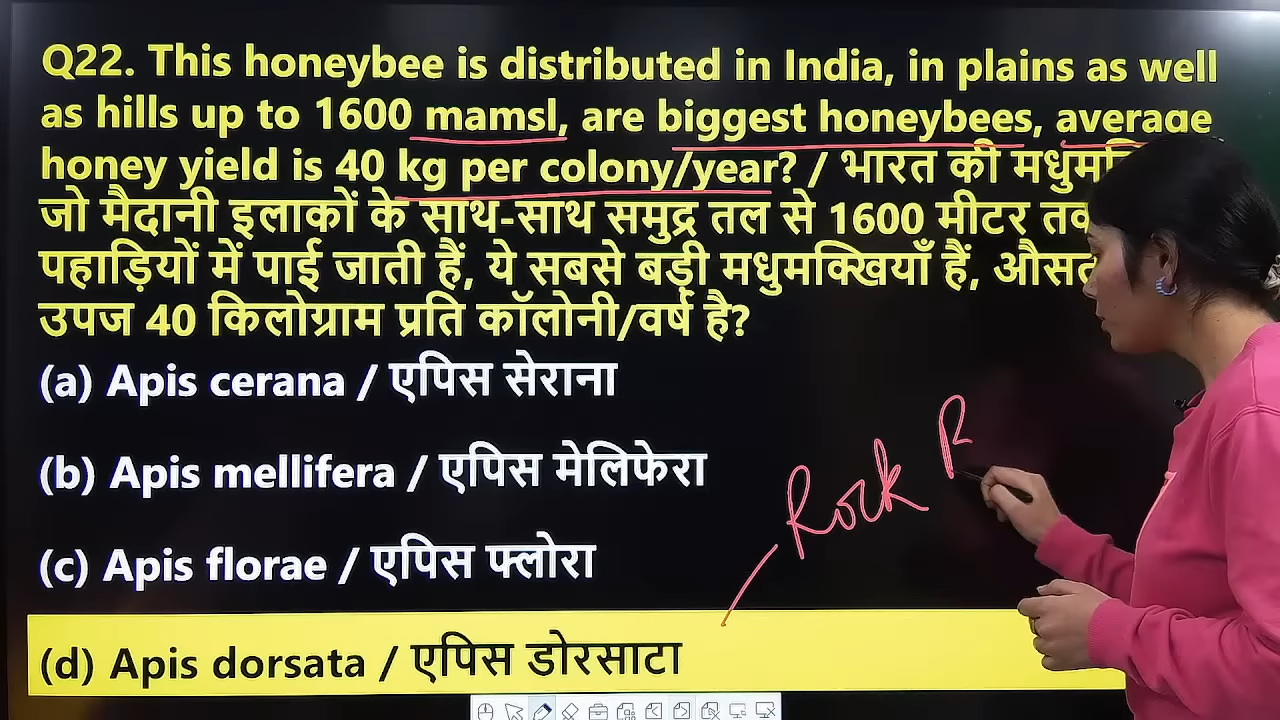 Q22. This honeybee is distributed in India, in plains as well
as hills up to 1600 mamsl, are biggest honeybees, average
honey yield is 40 kg per colony/year? / भारत की
जो मैदानी इलाकों के साथ-साथ समुद्र तल से 1600 मीटर
पहाड़ियों में पाई जाती हैं, ये सबसे बड़ी मधुमक्खियाँ हैं,
उपज 40 किलोग्राम प्रति कॉलोनी/वर्ष है?
(a) Apis cerana / एपिस सेराना
(b) Apis mellifera / एपिस मेलिफेरा
Rock
(c) Apis florae / एपिस फ्लोरा
(d) Apis dorsata / एपिस डोरसाटा